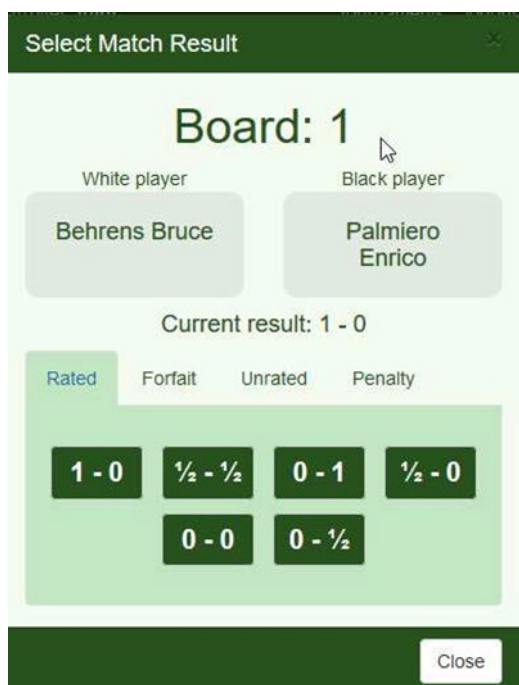 Select Match Result
Board: 1
White player Black player
Behrens Bruce Palmiero
Enrico
Current result: 1 - 0
Rated Forfait Unrated Penalty
1 - 0 ½ - ½ 0 - 1 ½ - 0
0 - 0 0 - ½
Close